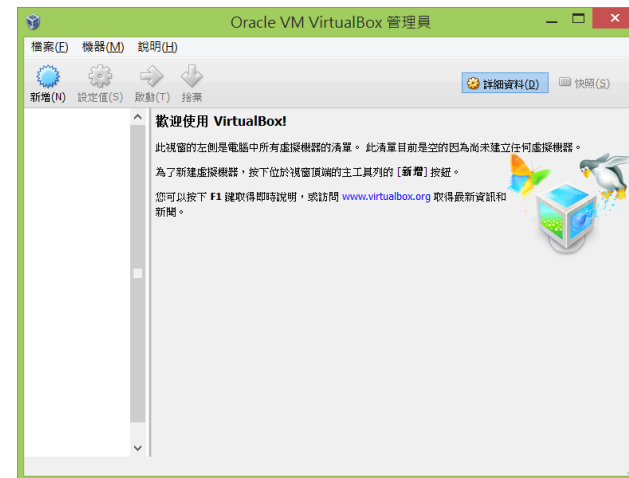 Oracle VM VirtualBox 管理員
檔案(F) 機器(M) 說明(H)
新增(N) 設定值(S) 啟動(T) 捨棄
詳細資料(D) 快照(S)
歡迎使用 VirtualBox!
此視窗的左側是電腦中所有虛擬機器的清單。 此清單目前是空的因為尚未建立任何虛擬機器。
為了新建虛擬機器，按下位於視窗頂端的主工具列的 [新增] 按鈕。
您可以按下 F1 鍵取得即時說明，或訪問 www.virtualbox.org 取得最新資訊和
新聞。